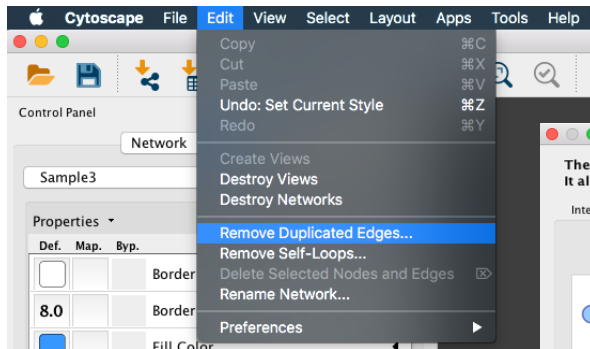 Cytoscape File Edit View Select Layout Apps Tools Help
Copy ⌘C
Cut ⌘X
Paste ⌘V
Undo: Set Current Style ⌘Z
Redo ⌘Y
Create Views
Destroy Views
Destroy Networks
Remove Duplicated Edges...
Remove Self-Loops...
Delete Selected Nodes and Edges ⌦
Rename Network...
Preferences ▶
Control Panel
Network
Sample3
Properties
Def. Map. Byp.
Border
8.0 Border
Fill Color
The
It al
Inte